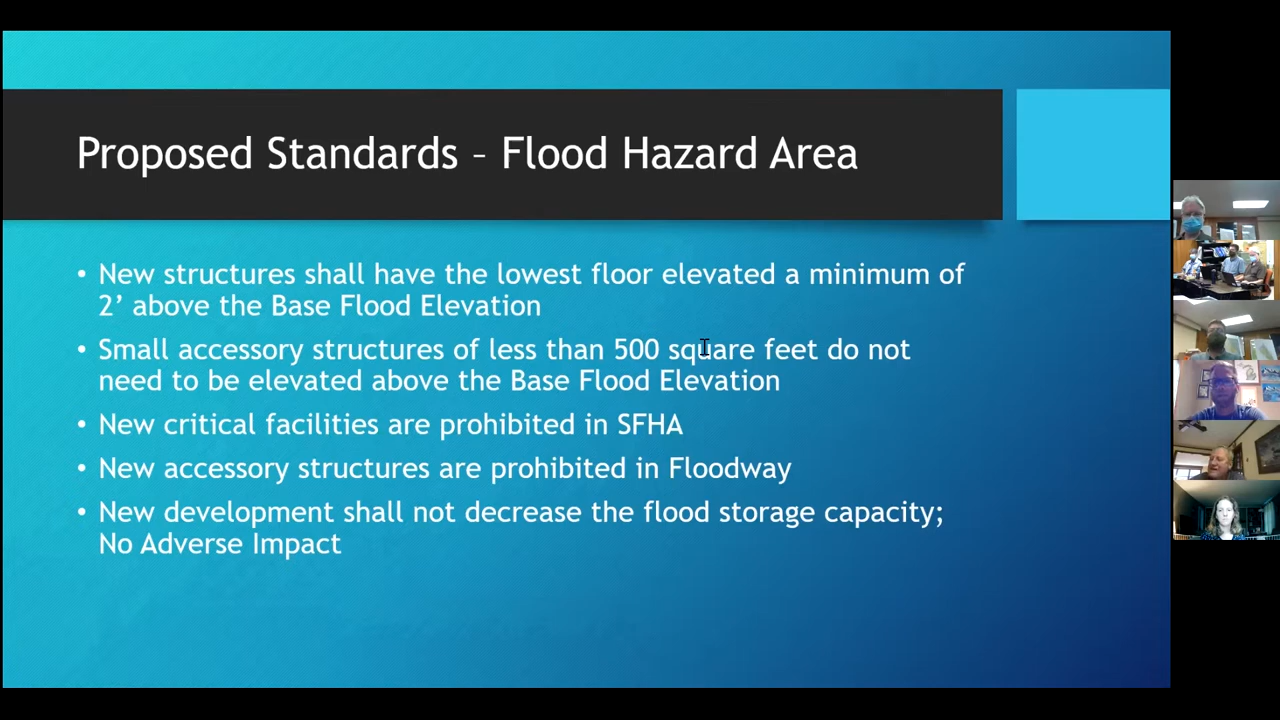 Proposed Standards – Flood Hazard Area
• New structures shall have the lowest floor elevated a minimum of
2’ above the Base Flood Elevation
• Small accessory structures of less than 500 square feet do not
need to be elevated above the Base Flood Elevation
• New critical facilities are prohibited in SFHA
• New accessory structures are prohibited in Floodway
• New development shall not decrease the flood storage capacity;
No Adverse Impact